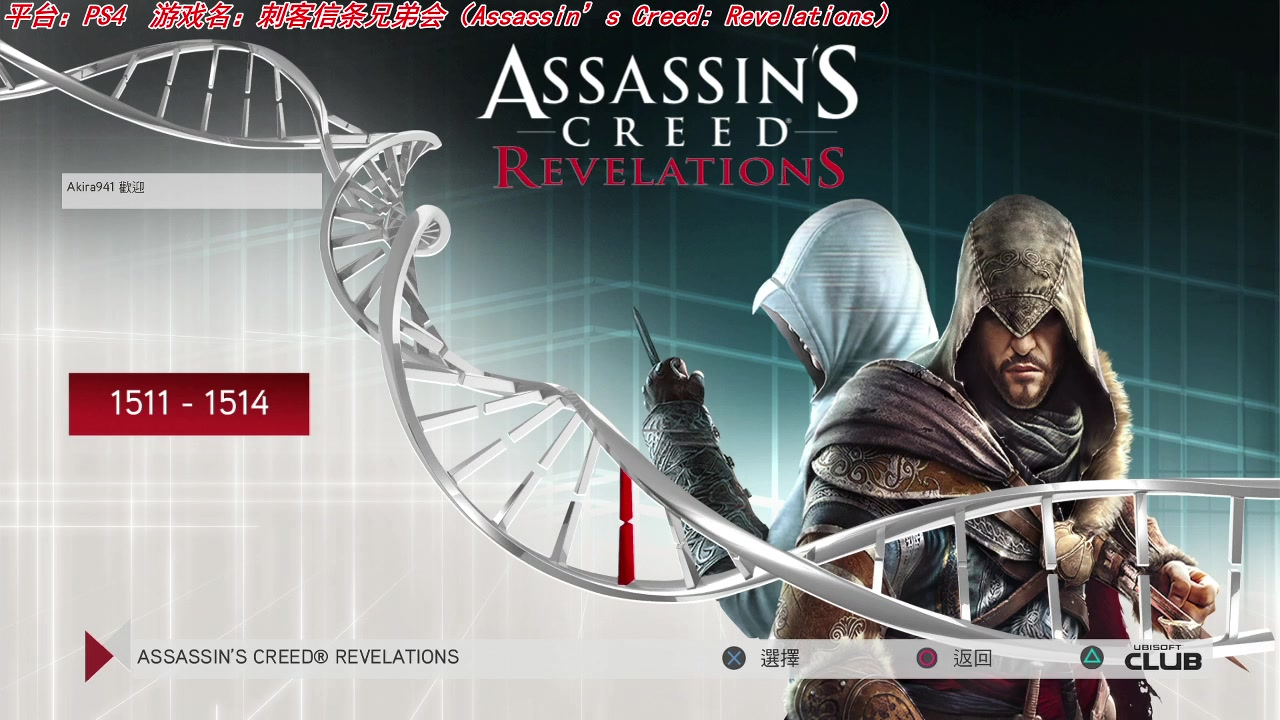 平台：PS4 游戏名：刺客信条兄弟会（Assassin's Creed: Revelations）
ASSASSIN'S
CREED®
REVELATIONS
Akira941 歡迎
1511 - 1514
ASSASSIN'S CREED® REVELATIONS
選擇
返回
UBISOFT
CLUB